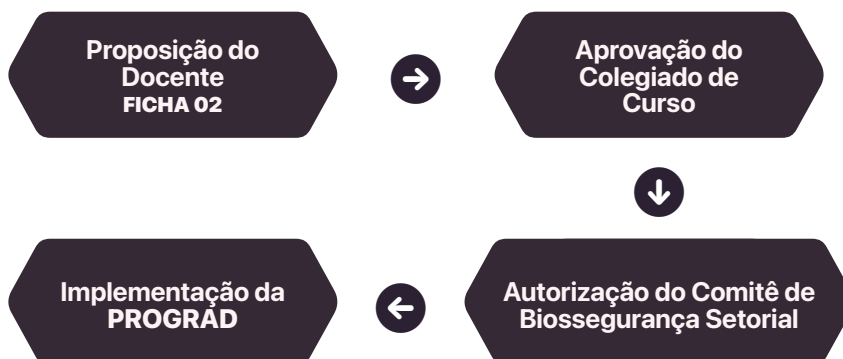 Proposição do
Docente
FICHA 02
Aprovação do
Colegiado de
Curso
Autorização do Comitê de
Biossegurança Setorial
Implementação da
PROGRAD